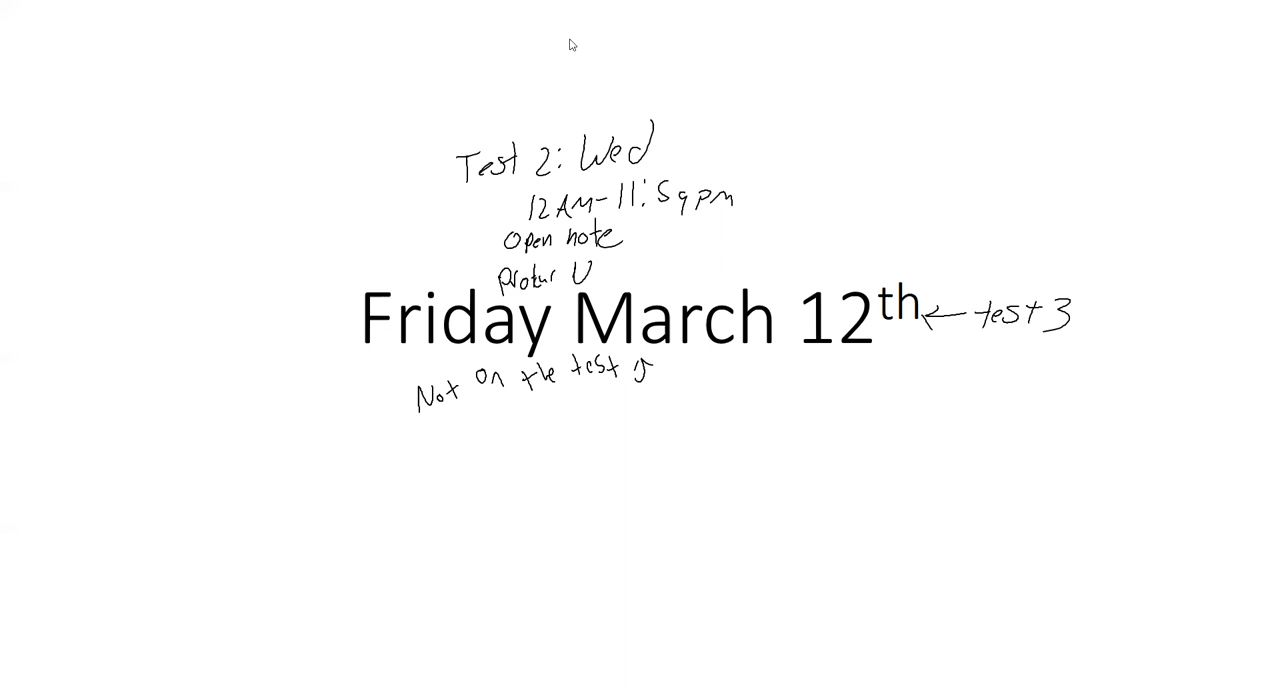 Test 2: Wed
12AM-11:59pm
Open note
Proctor U
Friday March 12th ← test 3
Not on the test